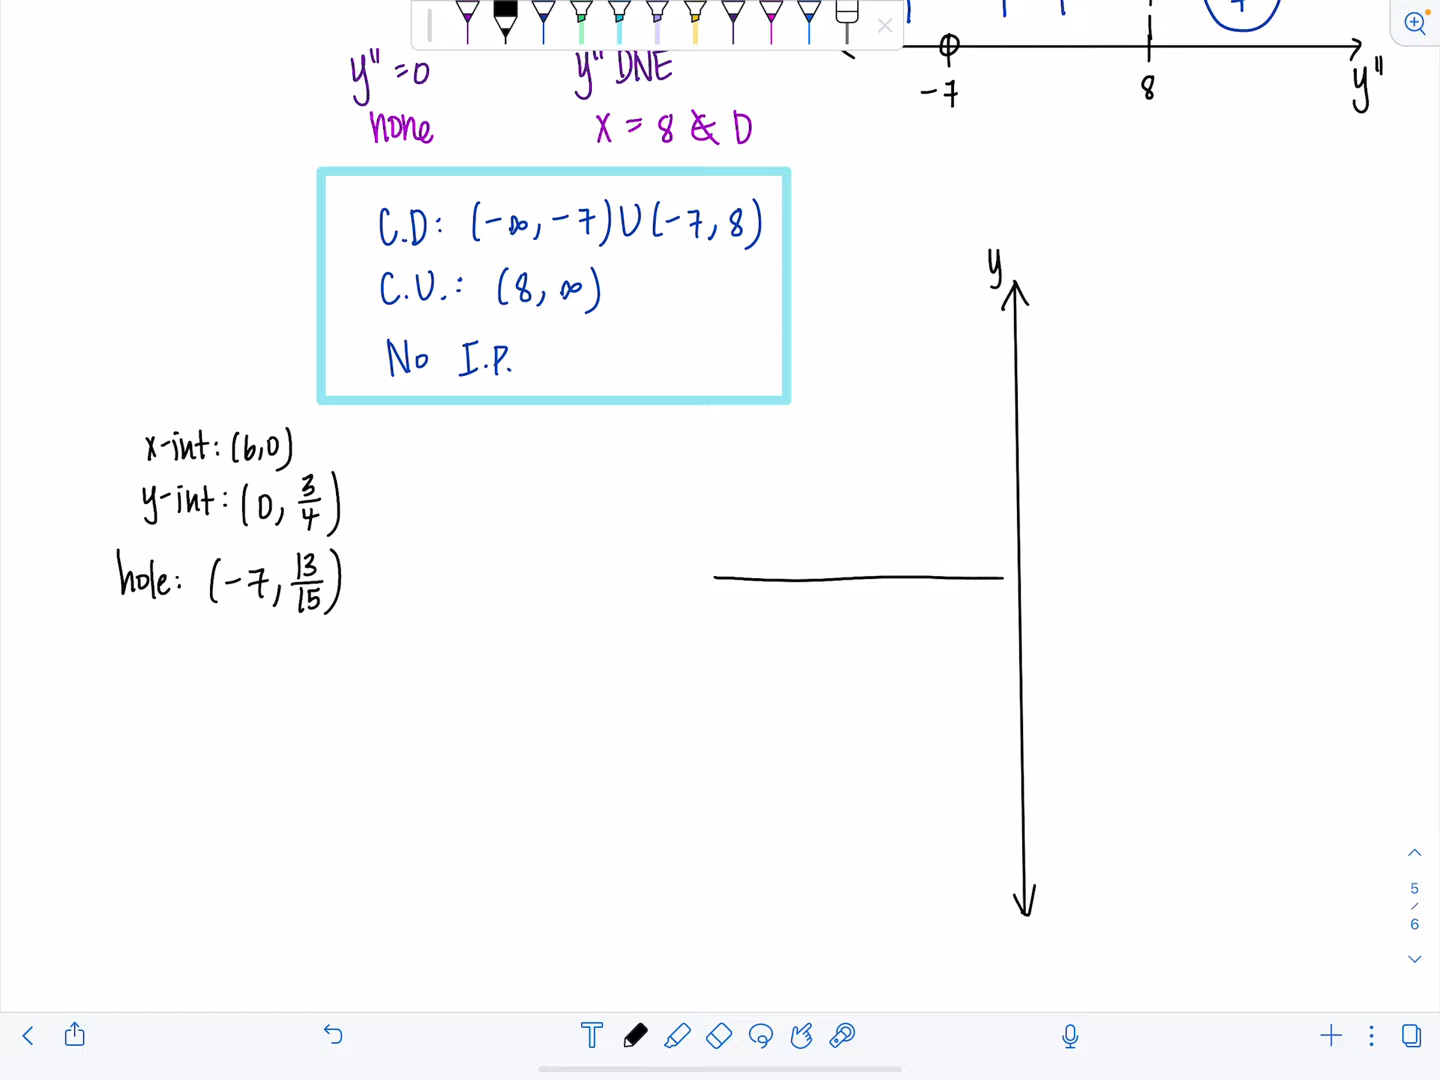 y" = 0
none
y" DNE
x = 8 & D
-7
8
y"
C.D: (-∞, -7) U (-7, 8)
C.U.: (8, ∞)
No I.P.
x-int: (6,0)
y-int: (0, 3/4)
hole: (-7, 13/15)
y
5
/
6
T